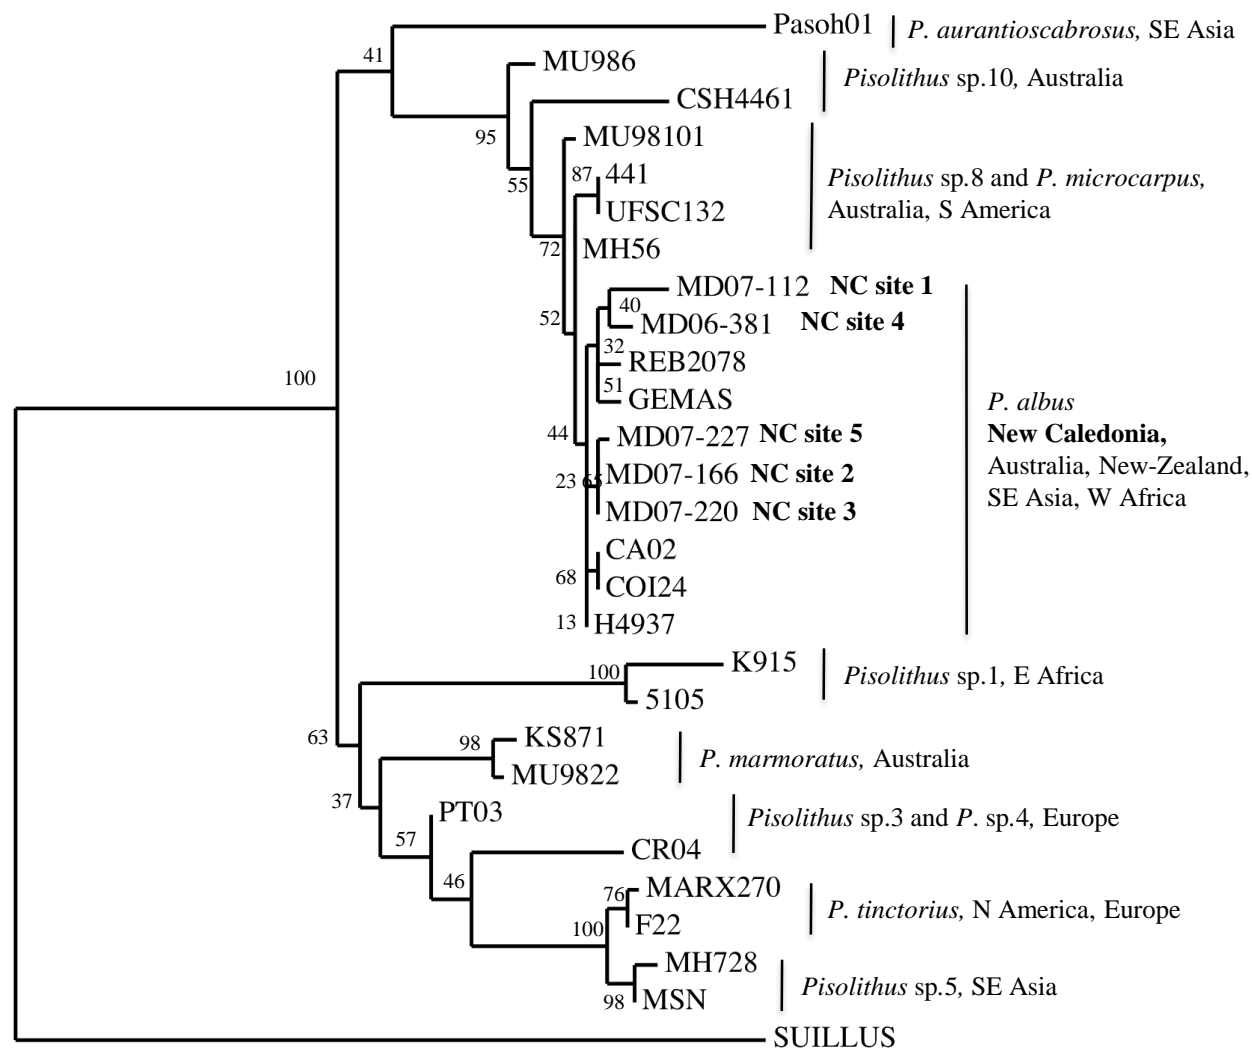 Pasoh01
P. aurantioscabrosus, SE Asia
41
MU986
Pisolithus sp.10, Australia
CSH4461
95
MU98101
55
87
441
Pisolithus sp.8 and P. microcarpus,
Australia, S America
UFSC132
72
MH56
MD07-112 NC site 1
40
52
MD06-381 NC site 4
32
REB2078
100
51
GEMAS
P. albus
New Caledonia,
Australia, New-Zealand,
SE Asia, W Africa
44
MD07-227 NC site 5
23
65
MD07-166 NC site 2
MD07-220 NC site 3
CA02
68
COI24
13
H4937
K915
100
Pisolithus sp.1, E Africa
5105
63
98
KS871
P. marmoratus, Australia
MU9822
37
PT03
Pisolithus sp.3 and P. sp.4, Europe
57
CR04
46
76
MARX270
P. tinctorius, N America, Europe
100
F22
MH728
Pisolithus sp.5, SE Asia
98
MSN
SUILLUS